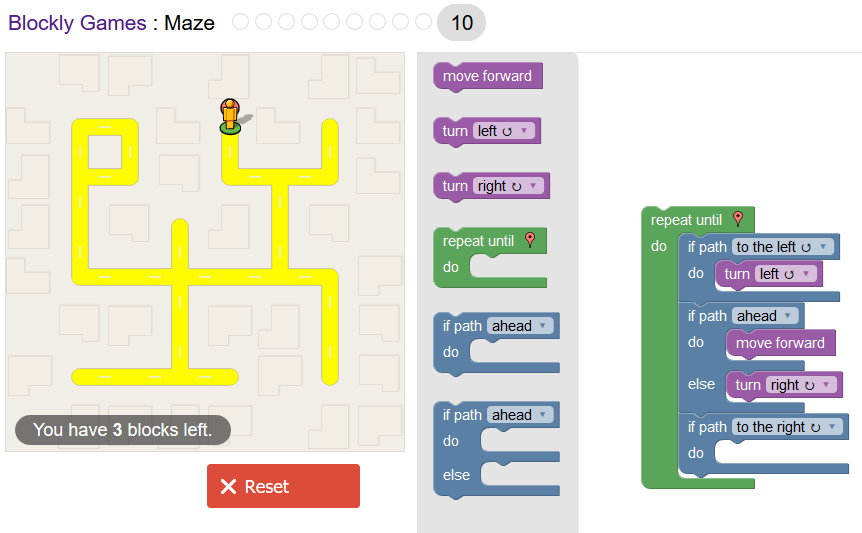 Blockly Games : Maze 10
You have 3 blocks left.
Reset
move forward
turn left ↺ ▾
turn right ↻ ▾
repeat until
do
if path ahead ▾
do
if path ahead ▾
do
else
repeat until
do
if path to the left ↺ ▾
do turn left ↺ ▾
if path ahead ▾
do move forward
else turn right ↻ ▾
if path to the right ↻ ▾
do